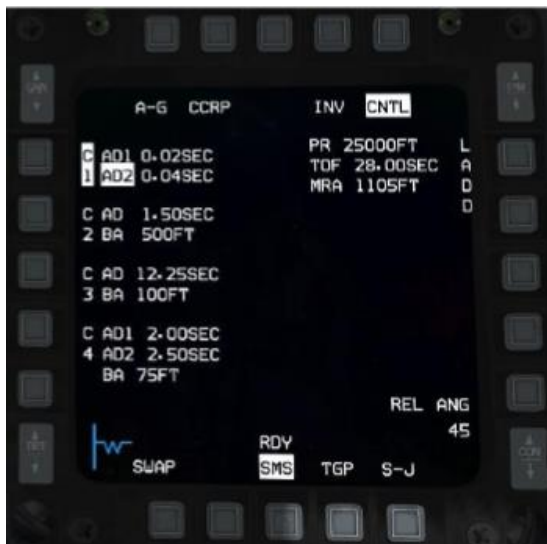 A-G CCRP INV CNTL
C AD1 0.02SEC
1 AD2 0.04SEC
C AD 1.50SEC
2 BA 500FT
C AD 12.25SEC
3 BA 100FT
C AD1 2.00SEC
4 AD2 2.50SEC
BA 75FT
PR 25000FT
TOF 28.00SEC
MRA 1105FT
L
A
D
D
REL ANG
45
RDY
SWAP SMS TGP S-J